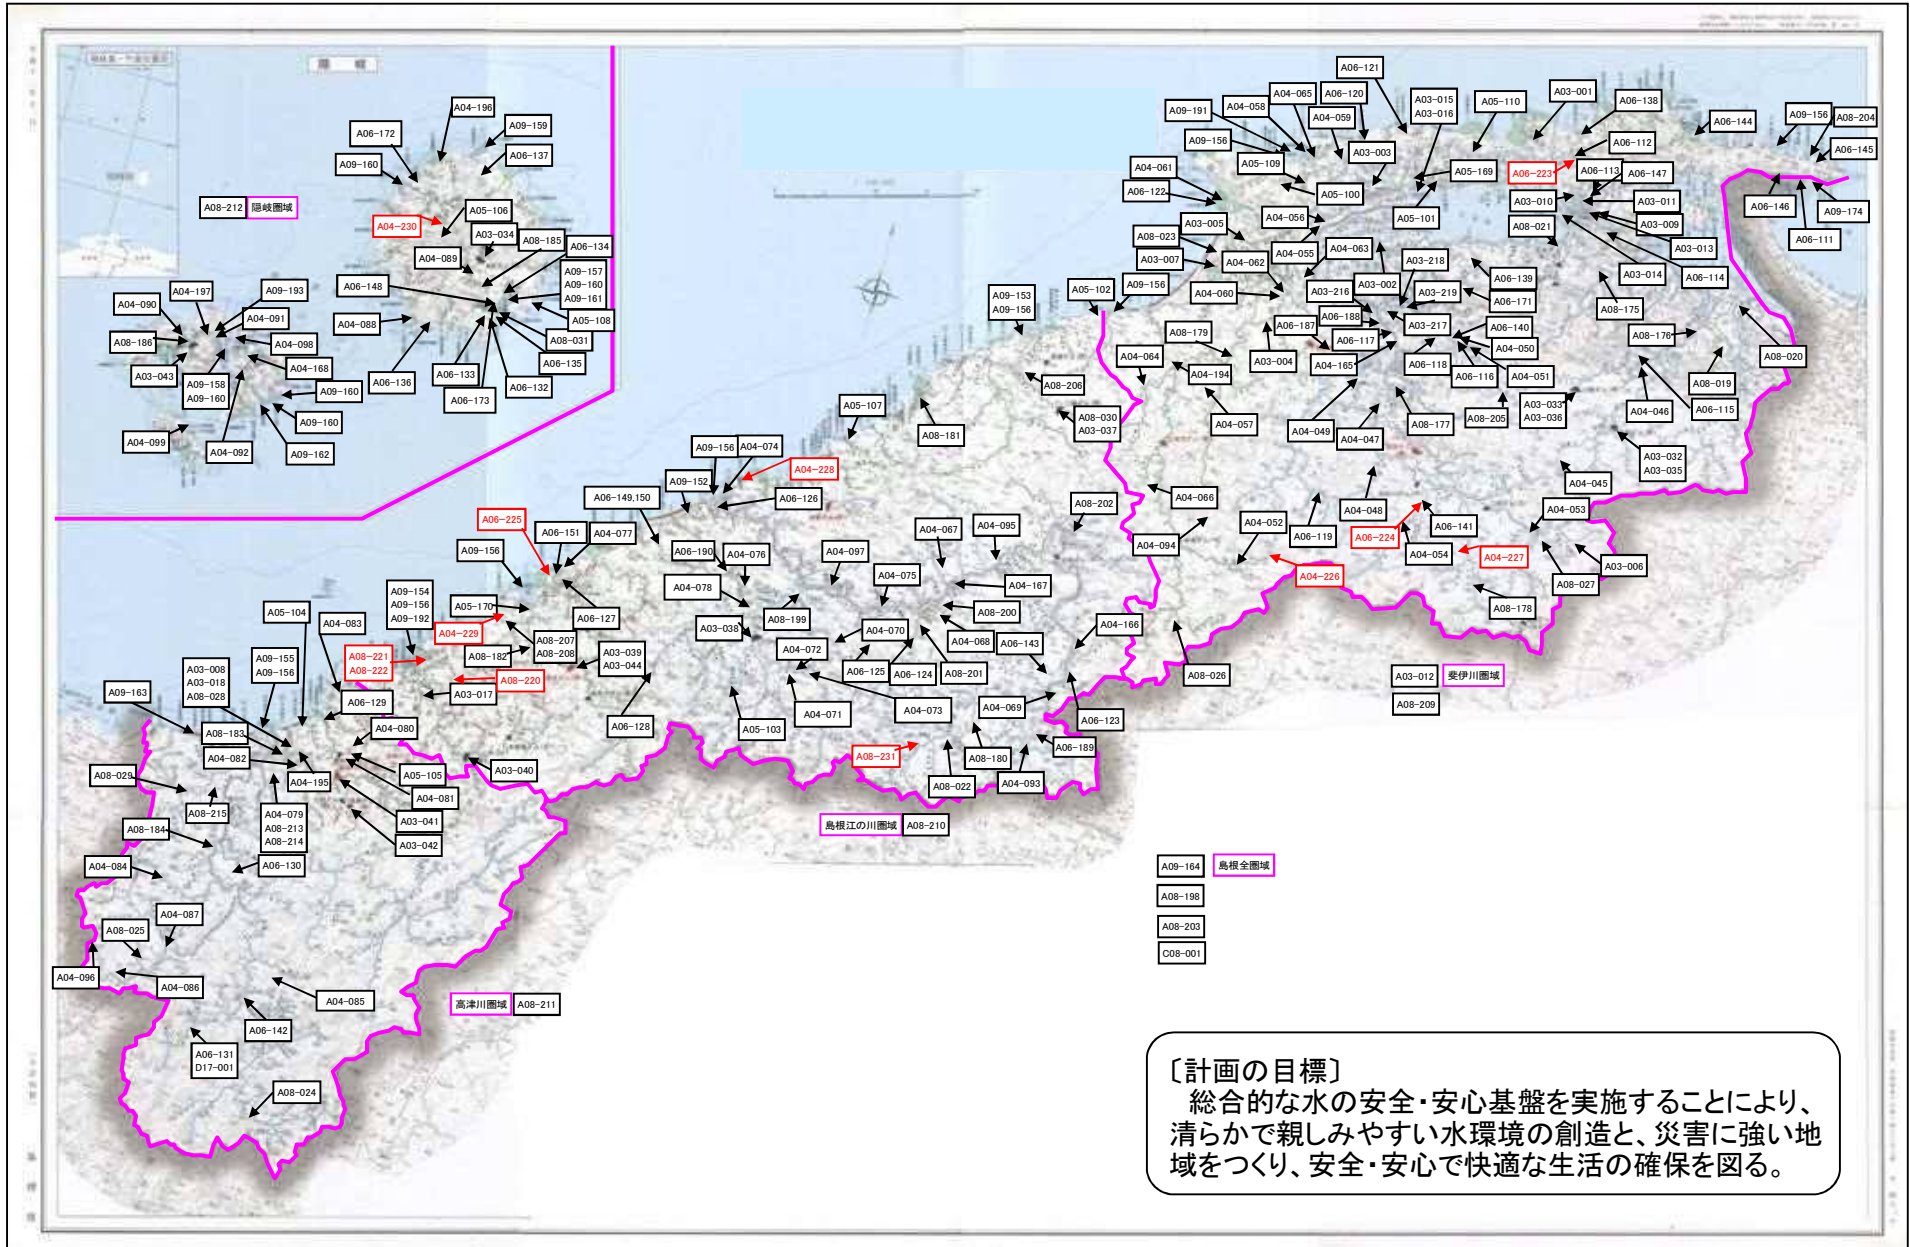 隠岐
A04-196
A06-172
A09-159
A09-160
A06-137
A08-212
隠岐圏域
A05-106
A04-230
A03-034
A08-185
A06-134
A04-089
A09-157
A09-160
A09-161
A06-148
A05-108
A04-088
A08-031
A06-135
A06-133
A06-132
A06-136
A06-173
A04-197
A09-193
A04-090
A04-091
A08-186
A04-098
A03-043
A04-168
A09-158
A09-160
A09-160
A09-160
A04-099
A04-092
A09-162
A06-121
A04-065
A06-120
A09-191
A04-058
A04-059
A03-015
A03-016
A05-110
A03-001
A06-138
A06-144
A09-156
A08-204
A09-156
A03-003
A06-112
A06-145
A05-109
A04-061
A05-169
A06-223
A06-113
A06-147
A06-122
A05-100
A03-010
A03-011
A06-146
A09-174
A03-005
A04-056
A05-101
A08-021
A03-009
A08-023
A03-013
A06-111
A03-007
A04-062
A04-055
A04-063
A03-218
A03-014
A06-114
A06-139
A05-102
A09-156
A04-060
A03-216
A03-002
A03-219
A06-171
A08-175
A09-153
A09-156
A06-188
A06-187
A03-217
A06-140
A08-176
A08-179
A06-117
A04-050
A04-064
A03-004
A04-165
A06-118
A06-116
A04-051
A08-020
A04-194
A08-019
A08-206
A05-107
A04-057
A08-205
A03-033
A03-036
A04-046
A06-115
A08-030
A03-037
A04-049
A04-047
A08-177
A08-181
A03-032
A03-035
A09-156
A04-074
A04-228
A09-152
A04-045
A06-149,150
A06-126
A04-066
A08-202
A04-048
A04-053
A06-225
A06-151
A04-077
A04-067
A04-095
A04-052
A06-119
A06-224
A06-141
A04-094
A09-156
A06-190
A04-076
A04-097
A04-054
A04-227
A04-075
A03-006
A04-226
A08-027
A04-078
A04-167
A08-178
A09-154
A09-156
A09-192
A05-170
A08-199
A08-200
A05-104
A04-083
A04-229
A06-127
A03-038
A04-070
A04-068
A06-143
A04-166
A08-207
A08-208
A08-182
A04-072
A08-221
A08-222
A09-155
A09-156
A03-039
A03-044
A06-125
A06-124
A08-201
A08-026
A03-008
A03-018
A08-028
A08-220
A03-012
斐伊川圏域
A03-017
A08-209
A09-163
A06-129
A04-071
A04-073
A04-069
A06-128
A05-103
A06-123
A08-183
A04-080
A08-231
A06-189
A04-082
A08-180
A08-029
A04-195
A05-105
A03-040
A08-022
A04-093
A04-081
A08-215
A04-079
A08-213
A08-214
A03-041
A08-184
A03-042
島根江の川圏域
A08-210
A04-084
A06-130
A09-164
島根全圏域
A08-198
A04-087
A08-203
A08-025
C08-001
A04-096
A04-086
A04-085
高津川圏域
A08-211
A06-142
A06-131
D17-001
A08-024
〔計画の目標〕
総合的な水の安全・安心基盤を実施することにより、
清らかで親しみやすい水環境の創造と、災害に強い地
域をつくり、安全・安心で快適な生活の確保を図る。